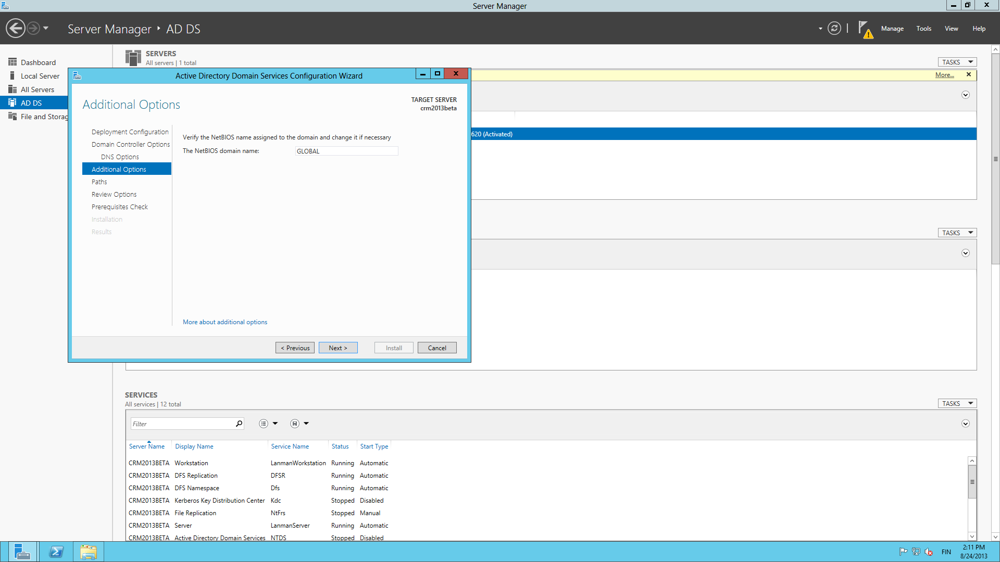 Server Manager
Server Manager ‣ AD DS
Manage Tools View Help
Dashboard
Local Server
All Servers
AD DS
File and Storag
SERVERS
All servers | 1 total
TASKS
More...
620 (Activated)
TASKS
Active Directory Domain Services Configuration Wizard
Additional Options
TARGET SERVER
crm2013beta
Deployment Configuration
Domain Controller Options
DNS Options
Additional Options
Paths
Review Options
Prerequisites Check
Installation
Results
Verify the NetBIOS name assigned to the domain and change it if necessary
The NetBIOS domain name: GLOBAL
More about additional options
< Previous Next > Install Cancel
SERVICES
All services | 12 total
TASKS
Filter
Server Name Display Name Service Name Status Start Type
CRM2013BETA Workstation LanmanWorkstation Running Automatic
CRM2013BETA DFS Replication DFSR Running Automatic
CRM2013BETA DFS Namespace Dfs Running Automatic
CRM2013BETA Kerberos Key Distribution Center Kdc Stopped Disabled
CRM2013BETA File Replication NtFrs Stopped Manual
CRM2013BETA Server LanmanServer Running Automatic
CRM2013BETA Active Directory Domain Services NTDS Stopped Disabled
FIN
2:11 PM
8/24/2013